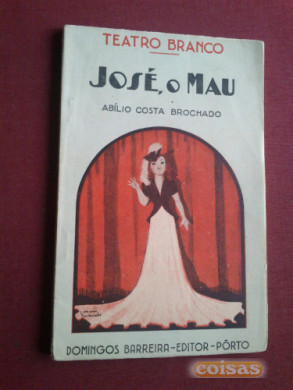 TEATRO BRANCO
JOSÉ, O MAU
ABÍLIO COSTA BROCHADO
DOMINGOS BARREIRA-EDITOR-PÔRTO
coisas